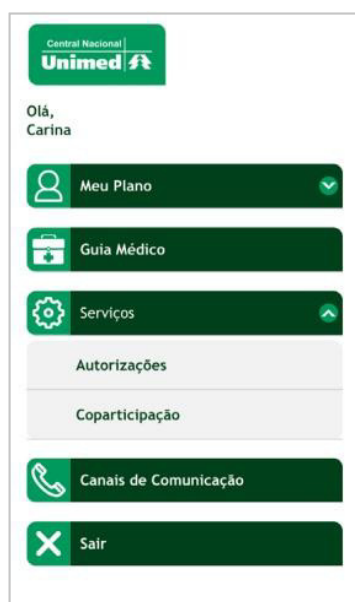 Central Nacional
Unimed
Olá,
Carina
Meu Plano
Guia Médico
Serviços
Autorizações
Coparticipação
Canais de Comunicação
Sair